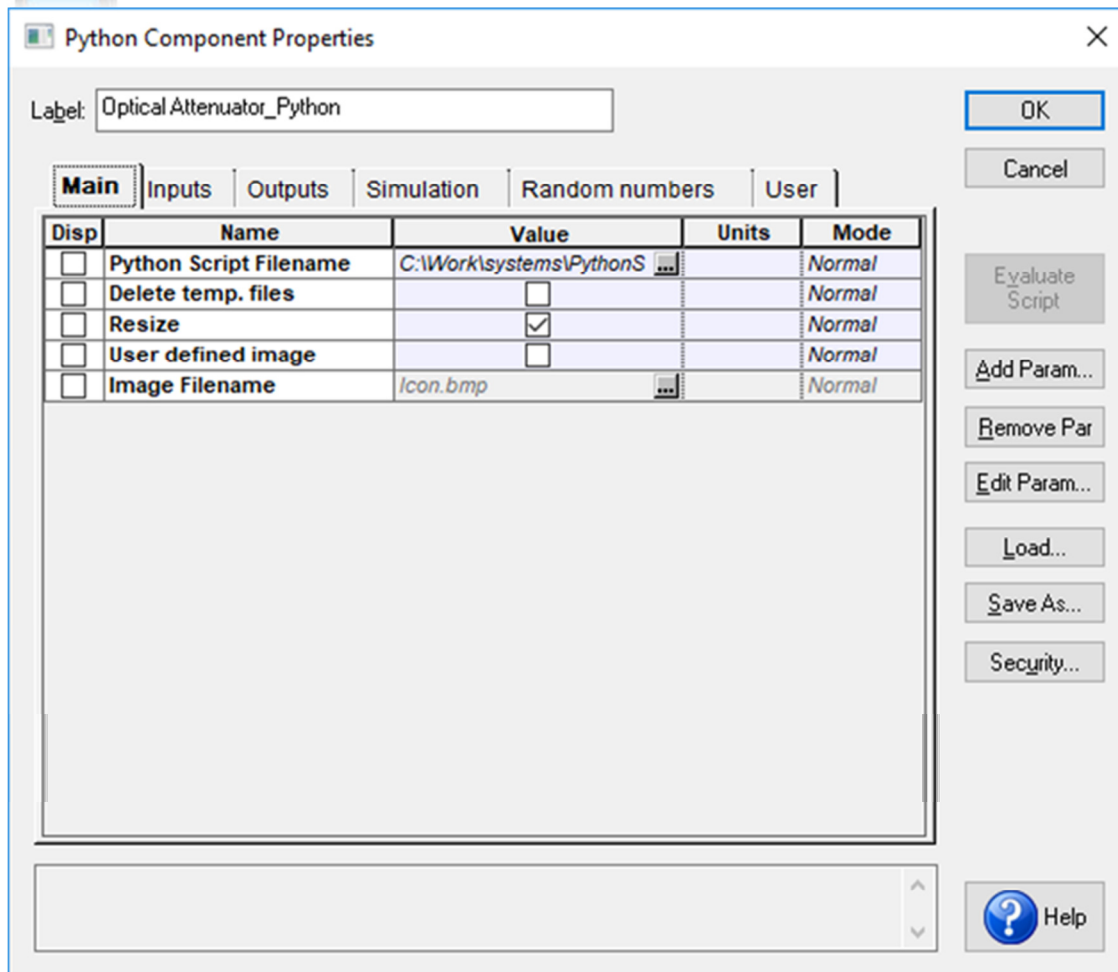 Python Component Properties
Label: Optical Attenuator_Python
OK
Cancel
Main Inputs Outputs Simulation Random numbers User
Disp Name Value Units Mode
Python Script Filename C:\Work\systems\PythonS ... Normal
Delete temp. files Normal
Resize Normal
User defined image Normal
Image Filename Icon.bmp ... Normal
Evaluate
Script
Add Param...
Remove Par
Edit Param...
Load...
Save As...
Security...
? Help